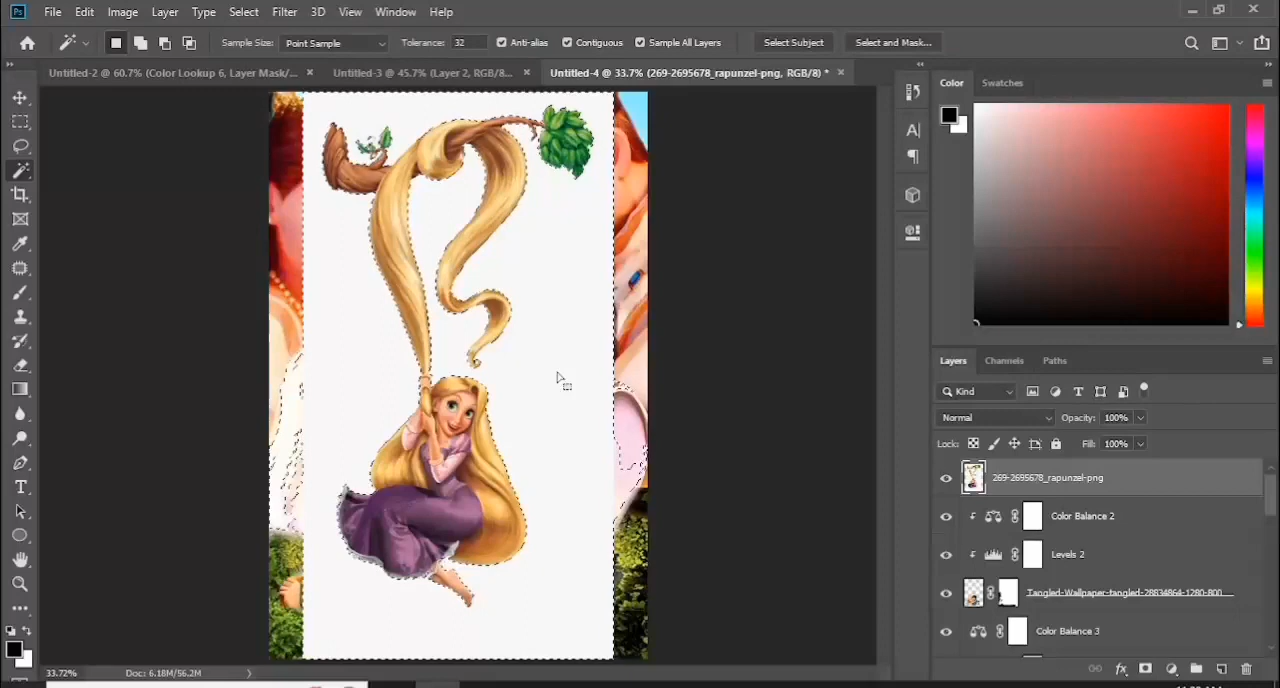 Ps File Edit Image Layer Type Select Filter 3D View Window Help
Sample Size: Point Sample Tolerance: 32 Anti-alias Contiguous Sample All Layers Select Subject Select and Mask...
Untitled-2 @ 60.7% (Color Lookup 6, Layer Mask/... × Untitled-3 @ 45.7% (Layer 2, RGB/8... × Untitled-4 @ 33.7% (269-2695678_rapunzel-png, RGB/8) * ×
Color Swatches
Layers Channels Paths
Kind
Normal Opacity: 100%
Lock: Fill: 100%
269-2695678_rapunzel-png
Color Balance 2
Levels 2
Tangled-Wallpaper-tangled-28834864-1280-800
Color Balance 3
33.72% Doc: 6.18M/56.2M